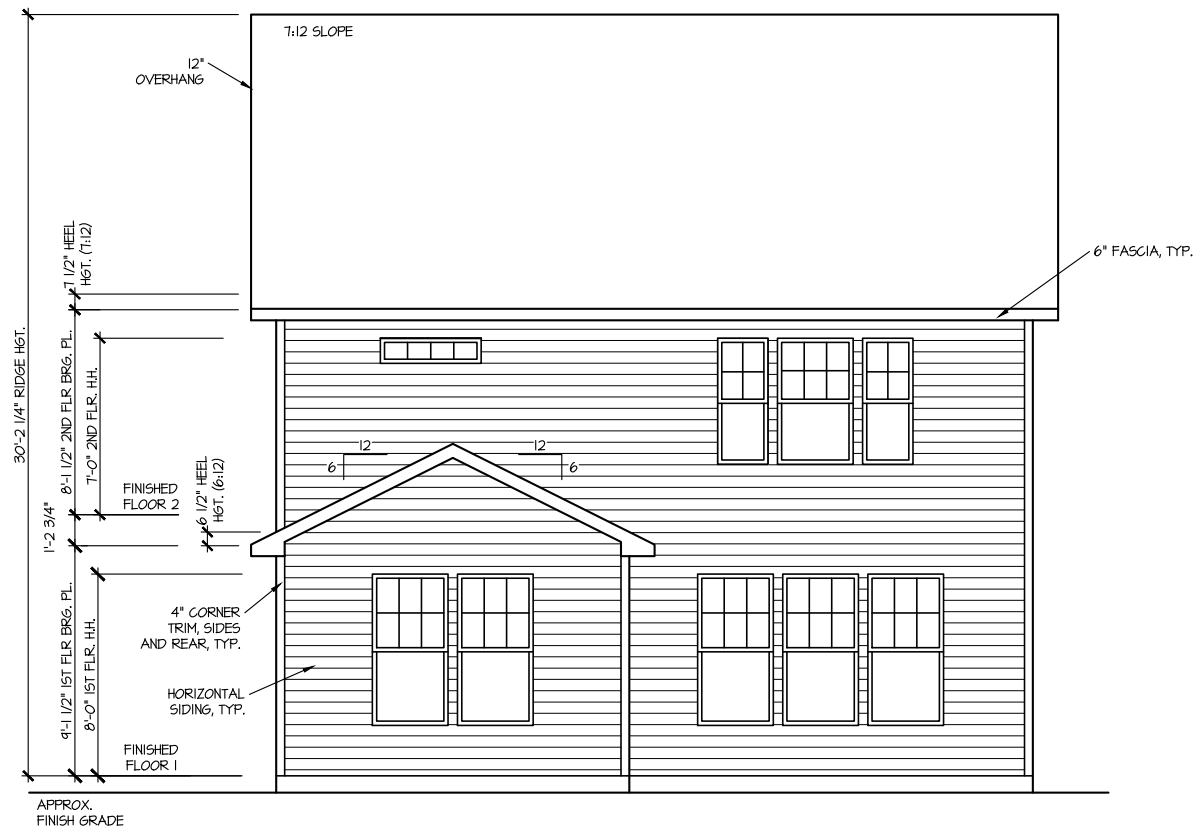 7:12 SLOPE
12"
OVERHANG
6" FASCIA, TYP.
7 1/2" HEEL
HGT. (7:12)
30'-2 1/4" RIDGE HGT.
8'-1 1/2" 2ND FLR BRG. PL.
7'-0" 2ND FLR. H.H.
12
6
12
6
6 1/2" HEEL
HGT. (6:12)
FINISHED
FLOOR 2
1'-2 3/4"
9'-1 1/2" 1ST FLR BRG. PL.
8'-0" 1ST FLR. H.H.
4" CORNER
TRIM, SIDES
AND REAR, TYP.
HORIZONTAL
SIDING, TYP.
FINISHED
FLOOR 1
APPROX.
FINISH GRADE